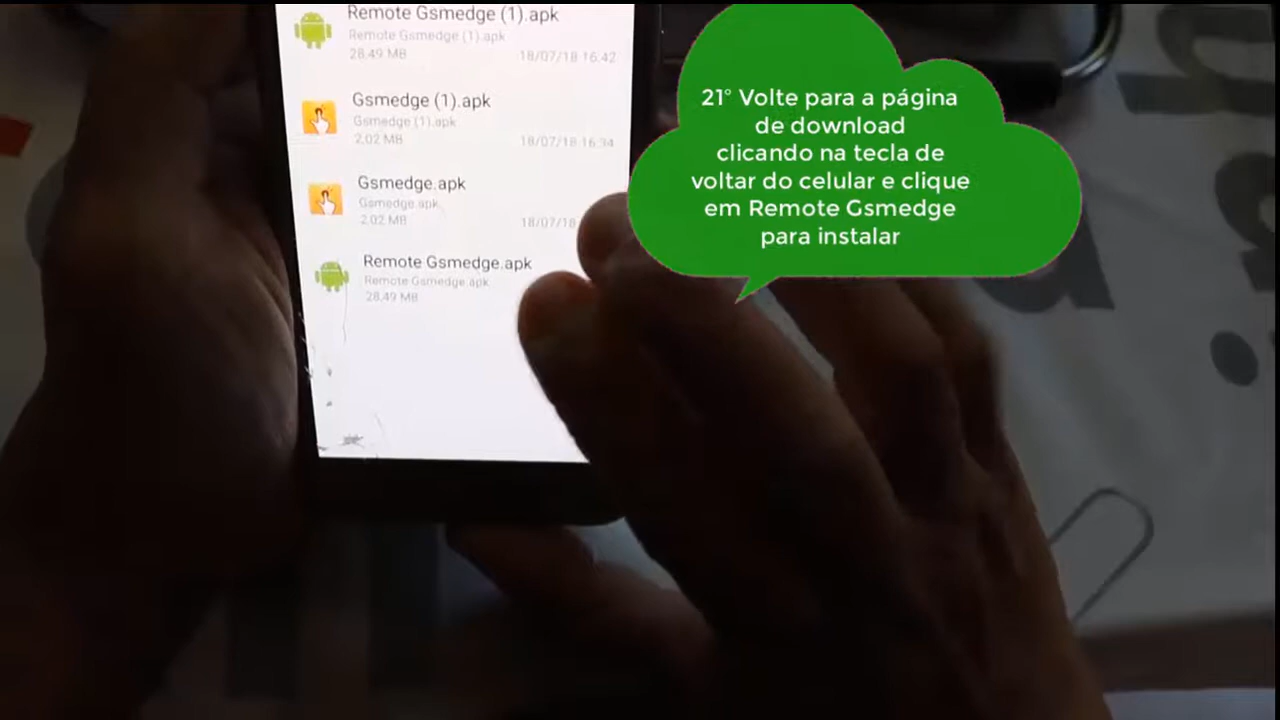 Remote Gsmedge (1).apk
Remote Gsmedge (1).apk
28.49 MB
18/07/18 16:42
Gsmedge (1).apk
Gsmedge (1).apk
2,02 MB
18/07/18 16:34
Gsmedge.apk
Gsmedge.apk
2,02 MB
18/07/18
Remote Gsmedge.apk
Remote Gsmedge.apk
28,49 MB
21° Volte para a página
de download
clicando na tecla de
voltar do celular e clique
em Remote Gsmedge
para instalar